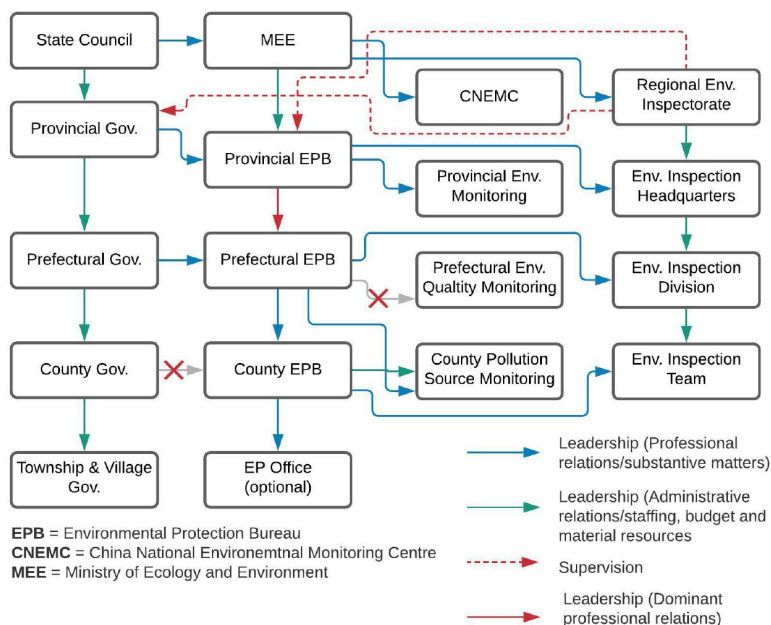 State Council
MEE
CNEMC
Regional Env.
Inspectorate
Provincial Gov.
Provincial EPB
Provincial Env.
Monitoring
Env. Inspection
Headquarters
Prefectural Gov.
Prefectural EPB
Prefectural Env.
Qualtity Monitoring
Env. Inspection
Division
County Gov.
County EPB
County Pollution
Source Monitoring
Env. Inspection
Team
Township & Village
Gov.
EP Office
(optional)
Leadership (Professional
relations/substantive matters)
Leadership (Administrative
relations/staffing, budget and
material resources
Supervision
Leadership (Dominant
professional relations)
EPB = Environmental Protection Bureau
CNEMC = China National Environemtnal Monitoring Centre
MEE = Ministry of Ecology and Environment